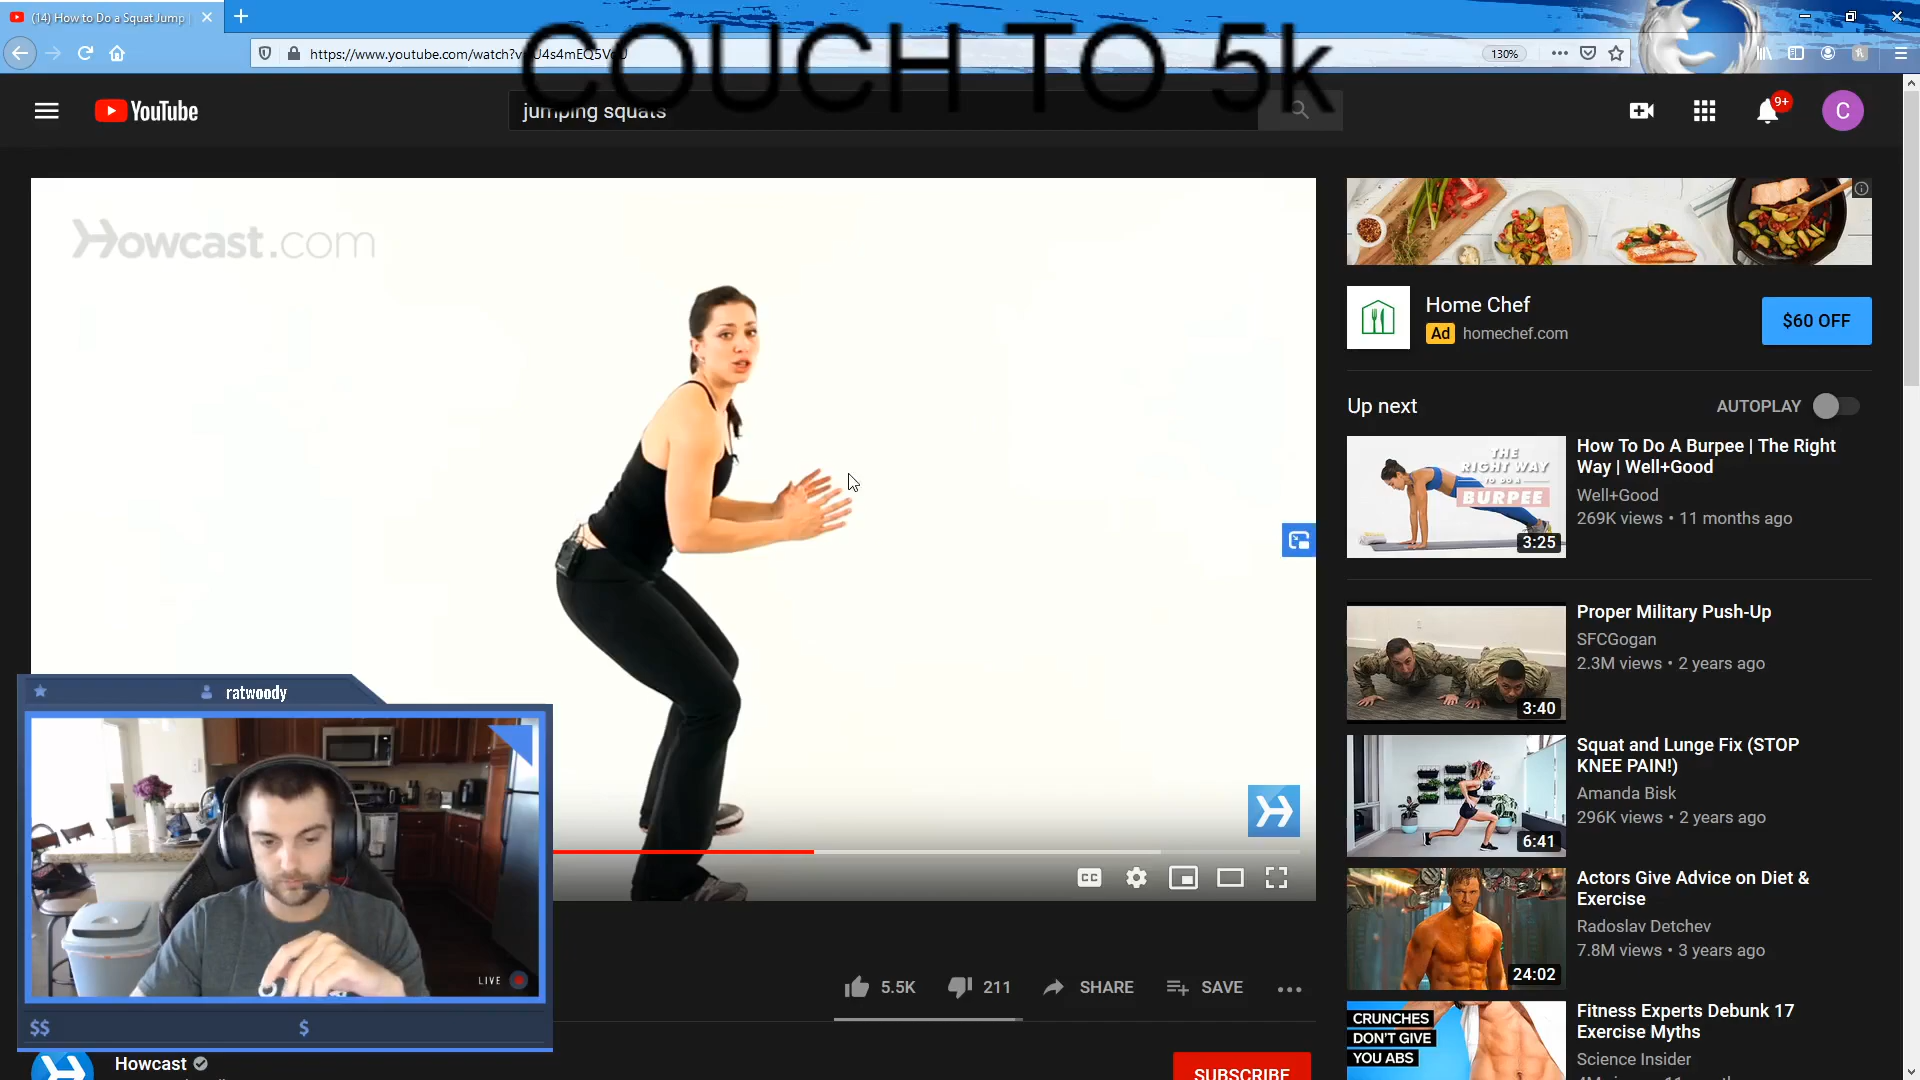 (14) How to Do a Squat Jump
COUCH TO 5k
https://www.youtube.com/watch?v
130%
YouTube
jumping squats
9+
C
Howcast.com
Home Chef
Ad homechef.com
$60 OFF
Up next
AUTOPLAY
THE RIGHT WAY
TO DO A
BURPEE
3:25
How To Do A Burpee | The Right
Way | Well+Good
Well+Good
269K views • 11 months ago
3:40
Proper Military Push-Up
SFCGogan
2.3M views • 2 years ago
6:41
Squat and Lunge Fix (STOP
KNEE PAIN!)
Amanda Bisk
296K views • 2 years ago
24:02
Actors Give Advice on Diet &
Exercise
Radoslav Detchev
7.8M views • 3 years ago
CRUNCHES
DON'T GIVE
YOU ABS
Fitness Experts Debunk 17
Exercise Myths
Science Insider
ratwoody
LIVE
$$
$
CC
5.5K
211
SHARE
SAVE
Howcast
SUBSCRIBE